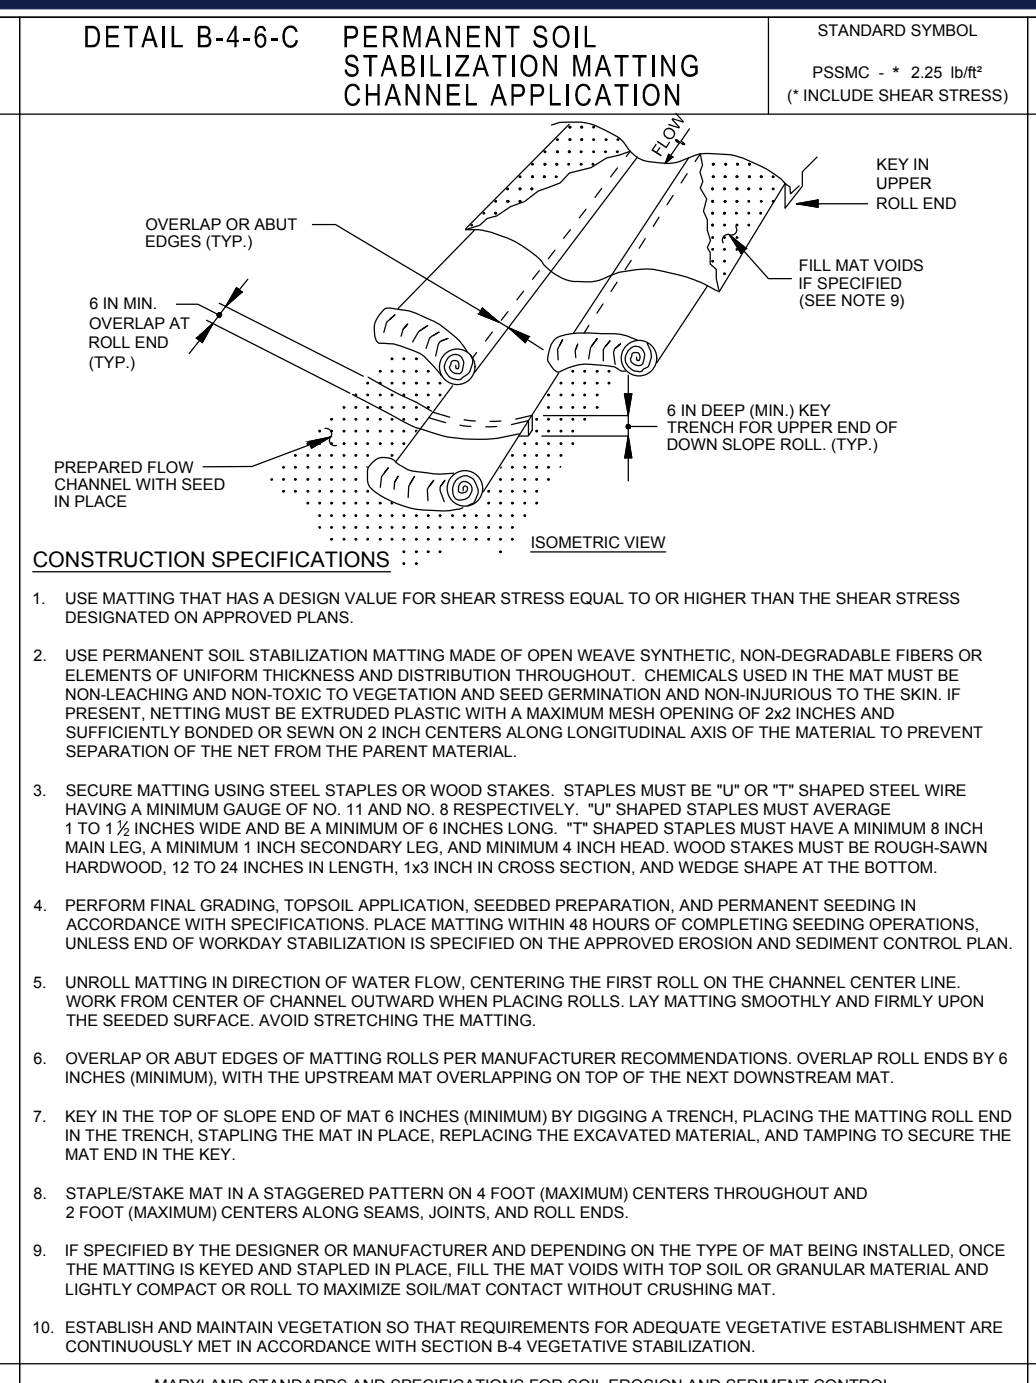 DETAIL B-4-6-C PERMANENT SOIL
STABILIZATION MATTING
CHANNEL APPLICATION
STANDARD SYMBOL
PSSMC - * 2.25 lb/ft²
(* INCLUDE SHEAR STRESS)
FLOW
KEY IN
UPPER
ROLL END
OVERLAP OR ABUT
EDGES (TYP.)
FILL MAT VOIDS
IF SPECIFIED
(SEE NOTE 9)
6 IN MIN.
OVERLAP AT
ROLL END
(TYP.)
6 IN DEEP (MIN.) KEY
TRENCH FOR UPPER END OF
DOWN SLOPE ROLL. (TYP.)
PREPARED FLOW
CHANNEL WITH SEED
IN PLACE
ISOMETRIC VIEW
CONSTRUCTION SPECIFICATIONS
1. USE MATTING THAT HAS A DESIGN VALUE FOR SHEAR STRESS EQUAL TO OR HIGHER THAN THE SHEAR STRESS
DESIGNATED ON APPROVED PLANS.
2. USE PERMANENT SOIL STABILIZATION MATTING MADE OF OPEN WEAVE SYNTHETIC, NON-DEGRADABLE FIBERS OR
ELEMENTS OF UNIFORM THICKNESS AND DISTRIBUTION THROUGHOUT. CHEMICALS USED IN THE MAT MUST BE
NON-LEACHING AND NON-TOXIC TO VEGETATION AND SEED GERMINATION AND NON-INJURIOUS TO THE SKIN. IF
PRESENT, NETTING MUST BE EXTRUDED PLASTIC WITH A MAXIMUM MESH OPENING OF 2x2 INCHES AND
SUFFICIENTLY BONDED OR SEWN ON 2 INCH CENTERS ALONG LONGITUDINAL AXIS OF THE MATERIAL TO PREVENT
SEPARATION OF THE NET FROM THE PARENT MATERIAL.
3. SECURE MATTING USING STEEL STAPLES OR WOOD STAKES. STAPLES MUST BE "U" OR "T" SHAPED STEEL WIRE
HAVING A MINIMUM GAUGE OF NO. 11 AND NO. 8 RESPECTIVELY. "U" SHAPED STAPLES MUST AVERAGE
1 TO 1 ½ INCHES WIDE AND BE A MINIMUM OF 6 INCHES LONG. "T" SHAPED STAPLES MUST HAVE A MINIMUM 8 INCH
MAIN LEG, A MINIMUM 1 INCH SECONDARY LEG, AND MINIMUM 4 INCH HEAD. WOOD STAKES MUST BE ROUGH-SAWN
HARDWOOD, 12 TO 24 INCHES IN LENGTH, 1x3 INCH IN CROSS SECTION, AND WEDGE SHAPE AT THE BOTTOM.
4. PERFORM FINAL GRADING, TOPSOIL APPLICATION, SEEDBED PREPARATION, AND PERMANENT SEEDING IN
ACCORDANCE WITH SPECIFICATIONS. PLACE MATTING WITHIN 48 HOURS OF COMPLETING SEEDING OPERATIONS,
UNLESS END OF WORKDAY STABILIZATION IS SPECIFIED ON THE APPROVED EROSION AND SEDIMENT CONTROL PLAN.
5. UNROLL MATTING IN DIRECTION OF WATER FLOW, CENTERING THE FIRST ROLL ON THE CHANNEL CENTER LINE.
WORK FROM CENTER OF CHANNEL OUTWARD WHEN PLACING ROLLS. LAY MATTING SMOOTHLY AND FIRMLY UPON
THE SEEDED SURFACE. AVOID STRETCHING THE MATTING.
6. OVERLAP OR ABUT EDGES OF MATTING ROLLS PER MANUFACTURER RECOMMENDATIONS. OVERLAP ROLL ENDS BY 6
INCHES (MINIMUM), WITH THE UPSTREAM MAT OVERLAPPING ON TOP OF THE NEXT DOWNSTREAM MAT.
7. KEY IN THE TOP OF SLOPE END OF MAT 6 INCHES (MINIMUM) BY DIGGING A TRENCH, PLACING THE MATTING ROLL END
IN THE TRENCH, STAPLING THE MAT IN PLACE, REPLACING THE EXCAVATED MATERIAL, AND TAMPING TO SECURE THE
MAT END IN THE KEY.
8. STAPLE/STAKE MAT IN A STAGGERED PATTERN ON 4 FOOT (MAXIMUM) CENTERS THROUGHOUT AND
2 FOOT (MAXIMUM) CENTERS ALONG SEAMS, JOINTS, AND ROLL ENDS.
9. IF SPECIFIED BY THE DESIGNER OR MANUFACTURER AND DEPENDING ON THE TYPE OF MAT BEING INSTALLED, ONCE
THE MATTING IS KEYED AND STAPLED IN PLACE, FILL THE MAT VOIDS WITH TOP SOIL OR GRANULAR MATERIAL AND
LIGHTLY COMPACT OR ROLL TO MAXIMIZE SOIL/MAT CONTACT WITHOUT CRUSHING MAT.
10. ESTABLISH AND MAINTAIN VEGETATION SO THAT REQUIREMENTS FOR ADEQUATE VEGETATIVE ESTABLISHMENT ARE
CONTINUOUSLY MET IN ACCORDANCE WITH SECTION B-4 VEGETATIVE STABILIZATION.
MARYLAND STANDARDS AND SPECIFICATIONS FOR SOIL EROSION AND SEDIMENT CONTROL